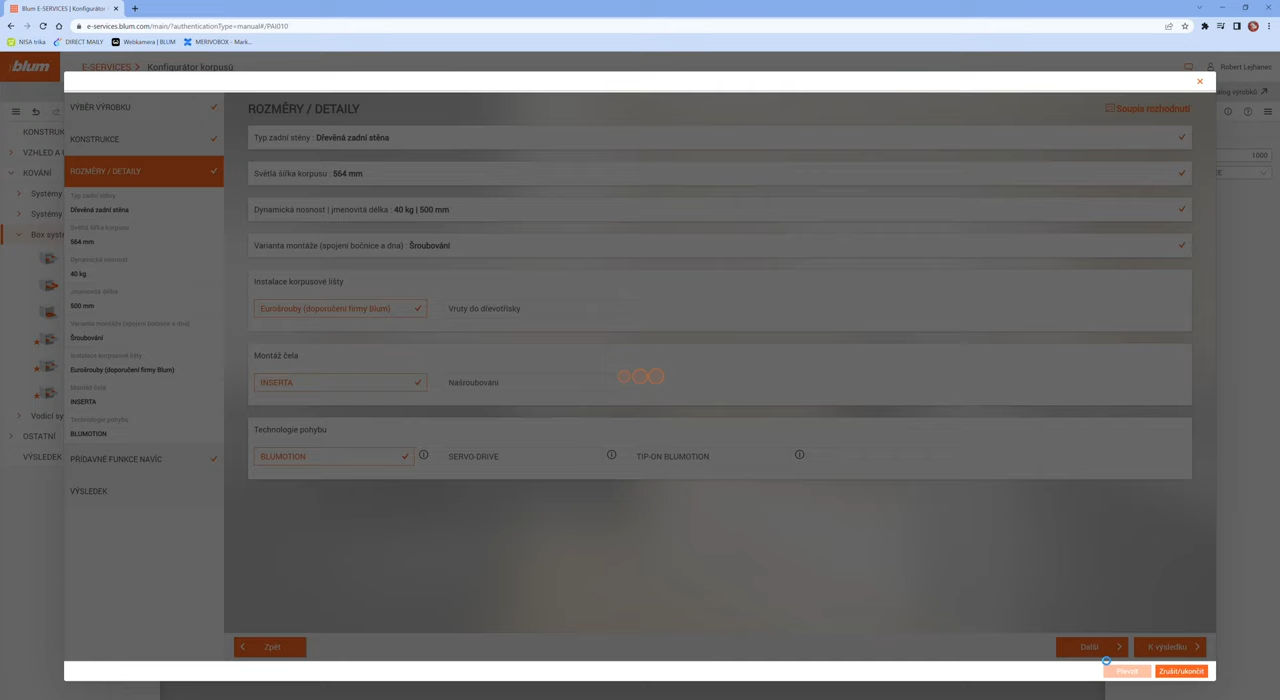 Blum E-SERVICES | Konfigurátor
e-services.blum.com/main/?authenticationType=manual#/PAI010
NISA trika
DIRECT MAILY
Webkamera | BLUM
MERIVOBOX - Mark...
blum
E-SERVICES
Konfigurátor korpusů
Robert Lejhanec
alog výrobků
KONSTRUK
VZHLED A
KOVÁNÍ
Systémy
Systémy
Box syst
Vodicí sy
OSTATNÍ
VÝSLEDEK
1000
VÝBĚR VÝROBKU
KONSTRUKCE
ROZMĚRY / DETAILY
Typ zadní stěny
Dřevěná zadní stěna
Světlá šířka korpusu
564 mm
Dynamická nosnost
40 kg
Jmenovitá délka
500 mm
Varianta montáže (spojení bočnice a dna)
Šroubování
Instalace korpusové lišty
Eurošrouby (doporučení firmy Blum)
Montáž čela
INSERTA
Technologie pohybu
BLUMOTION
PŘÍDAVNÉ FUNKCE NAVÍC
VÝSLEDEK
ROZMĚRY / DETAILY
Soupis rozhodnutí
Typ zadní stěny : Dřevěná zadní stěna
Světlá šířka korpusu : 564 mm
Dynamická nosnost | jmenovitá délka : 40 kg | 500 mm
Varianta montáže (spojení bočnice a dna) : Šroubování
Instalace korpusové lišty
Eurošrouby (doporučení firmy Blum)
Vruty do dřevotřísky
Montáž čela
INSERTA
Našroubování
Technologie pohybu
BLUMOTION
SERVO-DRIVE
TIP-ON BLUMOTION
Zpět
Další
K výsledku
Převzít
Zrušit/ukončit